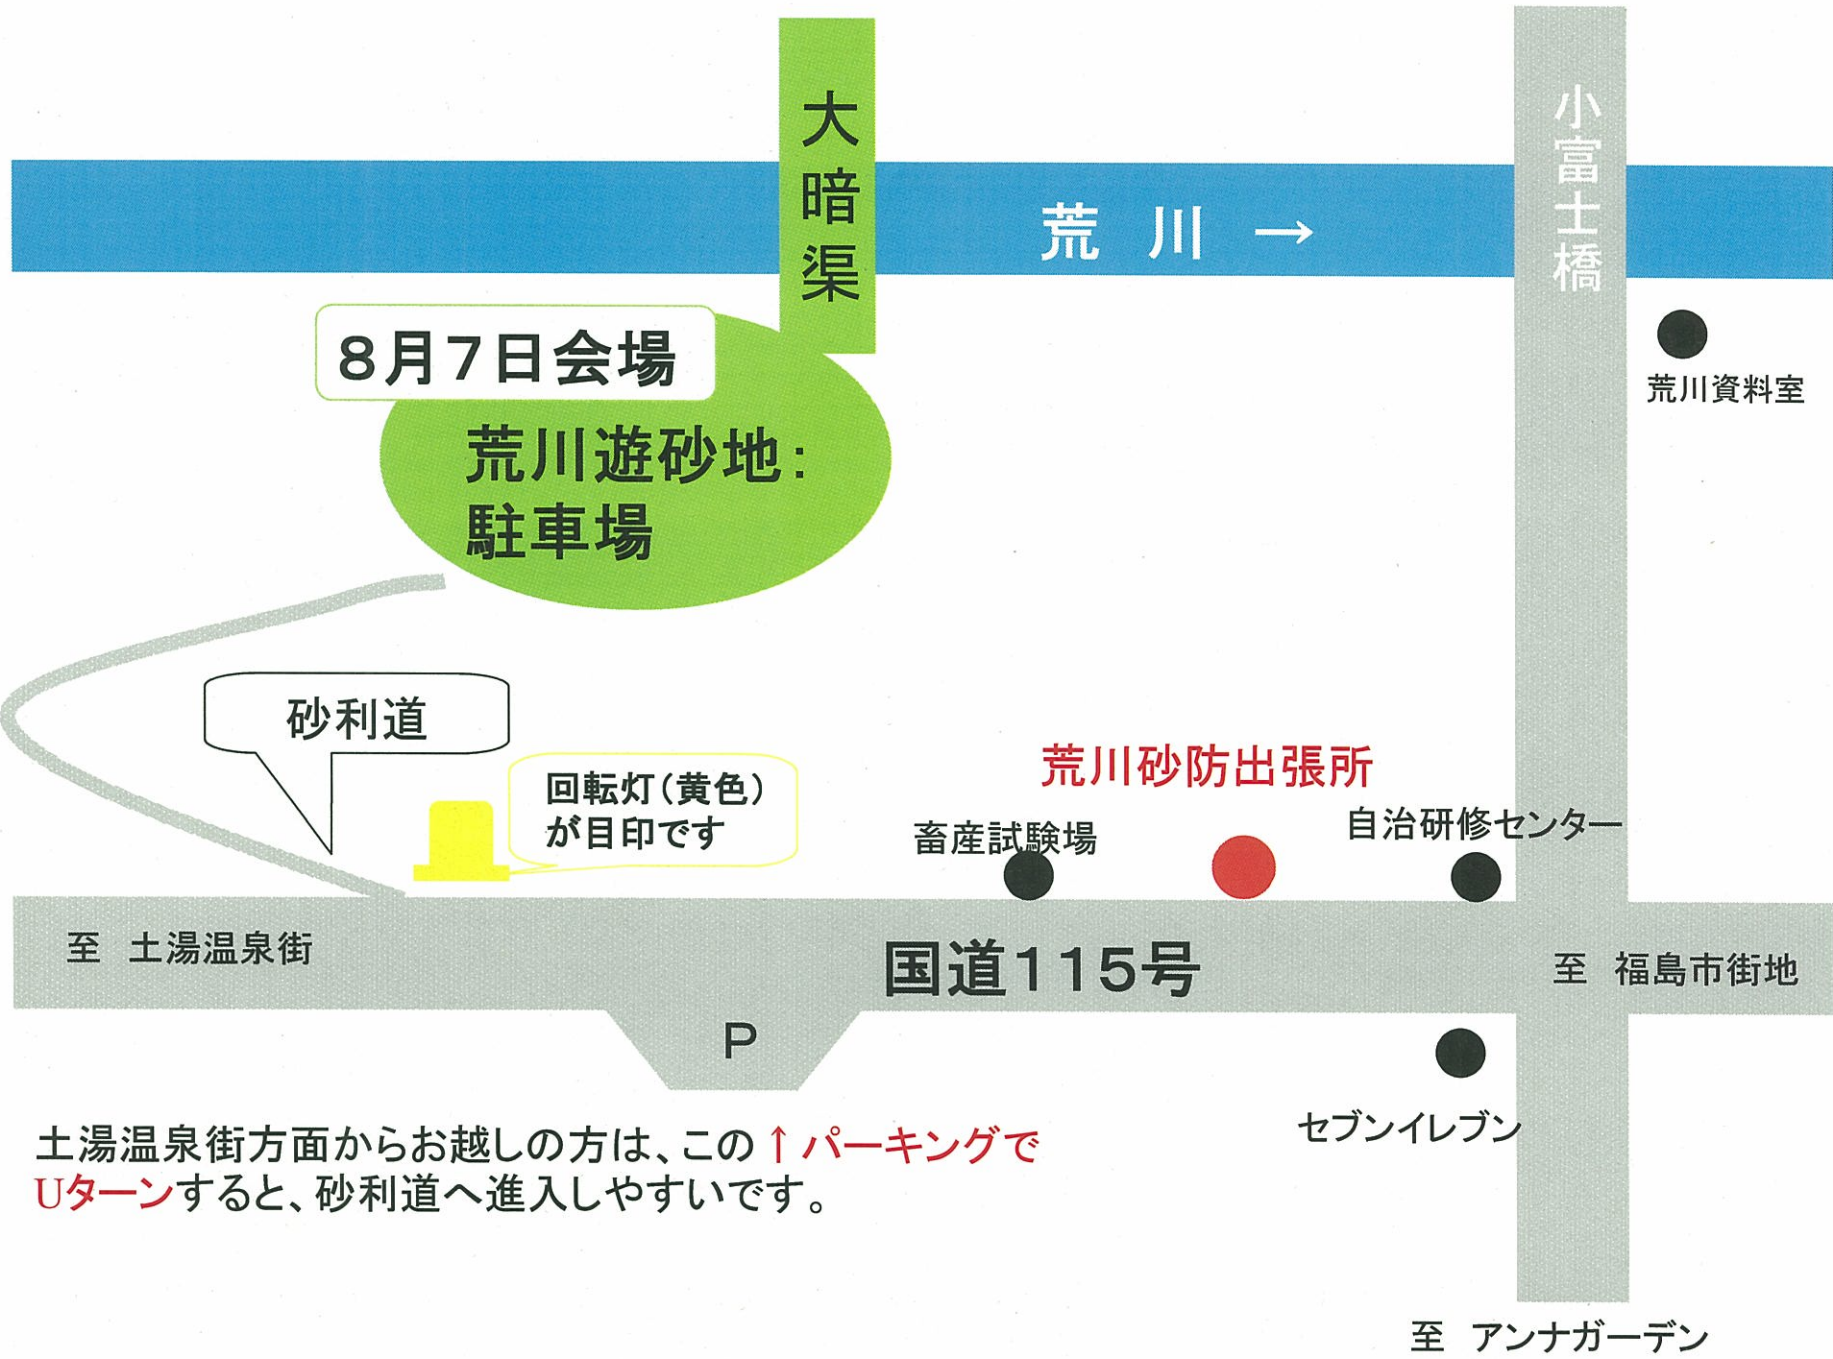 大暗渠
小富士橋
荒 川 →
8月7日会場
荒川資料室
荒川遊砂地:
駐車場
砂利道
回転灯(黄色)
が目印です
荒川砂防出張所
畜産試験場
自治研修センター
至 土湯温泉街
国道115号
至 福島市街地
P
セブンイレブン
土湯温泉街方面からお越しの方は、この↑パーキングで
Uターンすると、砂利道へ進入しやすいです。
至 アンナガーデン